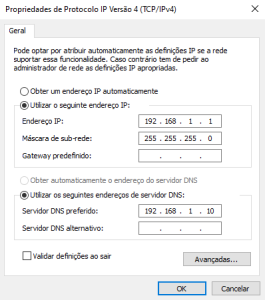 Propriedades de Protocolo IP Versão 4 (TCP/IPv4)
Geral
Pode optar por atribuir automaticamente as definições IP se a rede
suportar essa funcionalidade. Caso contrário tem de pedir ao
administrador de rede as definições IP apropriadas.
Obter um endereço IP automaticamente
Utilizar o seguinte endereço IP:
Endereço IP: 192 . 168 . 1 . 1
Máscara de sub-rede: 255 . 255 . 255 . 0
Gateway predefinido: . . .
Obter automaticamente o endereço do servidor DNS
Utilizar os seguintes endereços de servidor DNS:
Servidor DNS preferido: 192 . 168 . 1 . 10
Servidor DNS alternativo: . . .
Validar definições ao sair
Avançadas...
OK Cancelar